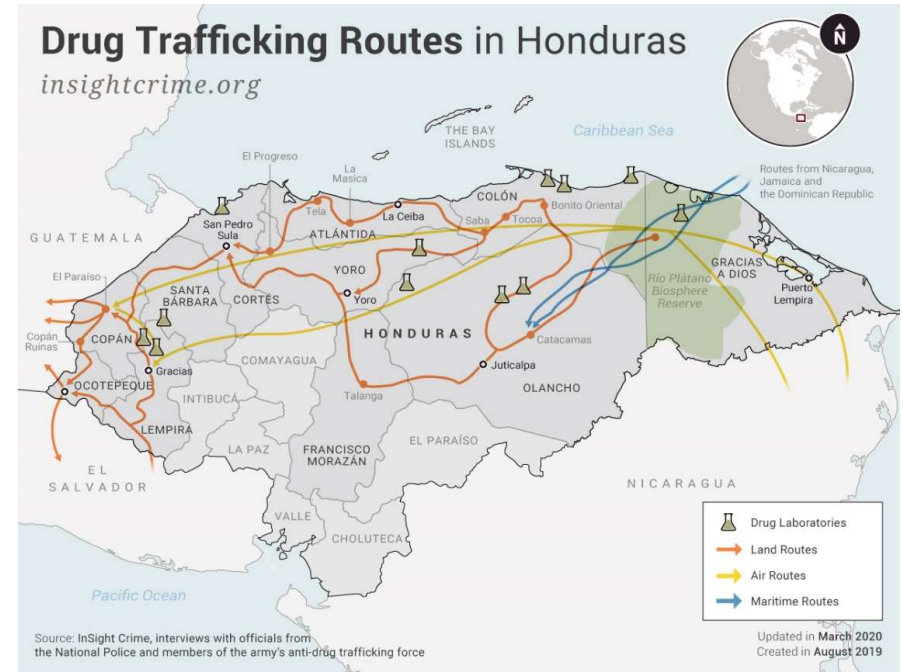 Drug Trafficking Routes in Honduras
insightcrime.org
N
THE BAY
ISLANDS
Caribbean Sea
Routes from Nicaragua,
Jamaica and
the Dominican Republic
El Progreso
La
Masica
Tela
La Ceiba
COLÓN
Saba
Tocoa
Bonito Oriental
San Pedro
Sula
ATLÁNTIDA
GUATEMALA
El Paraíso
SANTA
BÁRBARA
CORTÉS
YORO
Yoro
GRACIAS
A DIOS
Puerto
Lempira
Río Plátano
Biosphere
Reserve
HONDURAS
Copán
Ruinas
COPÁN
Catacamas
COMAYAGUA
Gracias
Juticalpa
OCOTEPEQUE
INTIBUCÁ
Talanga
OLANCHO
LEMPIRA
LA PAZ
FRANCISCO
MORAZÁN
EL PARAÍSO
EL
SALVADOR
NICARAGUA
VALLE
CHOLUTECA
Drug Laboratories
Land Routes
Air Routes
Maritime Routes
Pacific Ocean
Source: InSight Crime, interviews with officials from
the National Police and members of the army's anti-drug trafficking force
Updated in March 2020
Created in August 2019